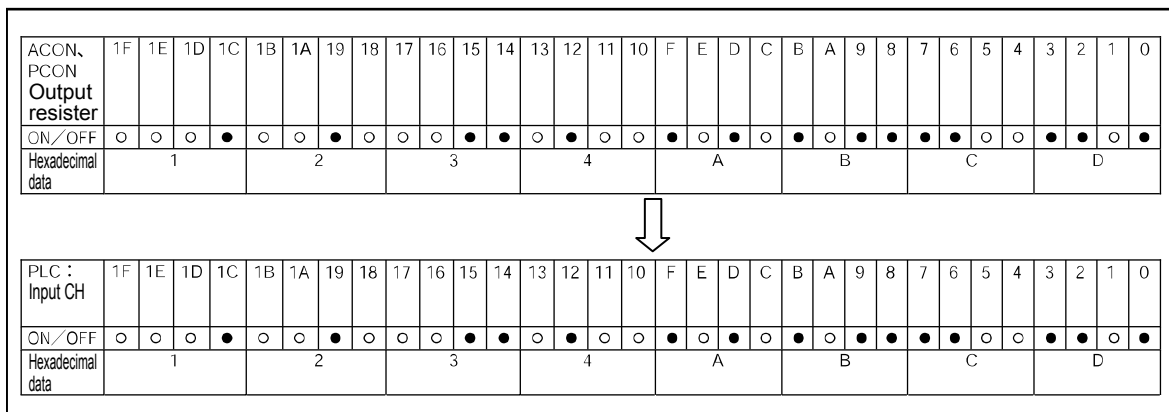 ACON、 1F 1E 1D 1C 1B 1A 19 18 17 16 15 14 13 12 11 10 F E D C B A 9 8 7 6 5 4 3 2 1 0
PCON
Output
resister
ON/OFF ○ ○ ○ ● ○ ○ ● ○ ○ ○ ● ● ○ ● ○ ○ ● ○ ● ○ ● ○ ● ● ● ● ○ ○ ● ● ○ ●
Hexadecimal 1 2 3 4 A B C D
data
PLC： 1F 1E 1D 1C 1B 1A 19 18 17 16 15 14 13 12 11 10 F E D C B A 9 8 7 6 5 4 3 2 1 0
Input CH
ON/OFF ○ ○ ○ ● ○ ○ ● ○ ○ ○ ● ● ○ ● ○ ○ ● ○ ● ○ ● ○ ● ● ● ● ○ ○ ● ● ○ ●
Hexadecimal 1 2 3 4 A B C D
data